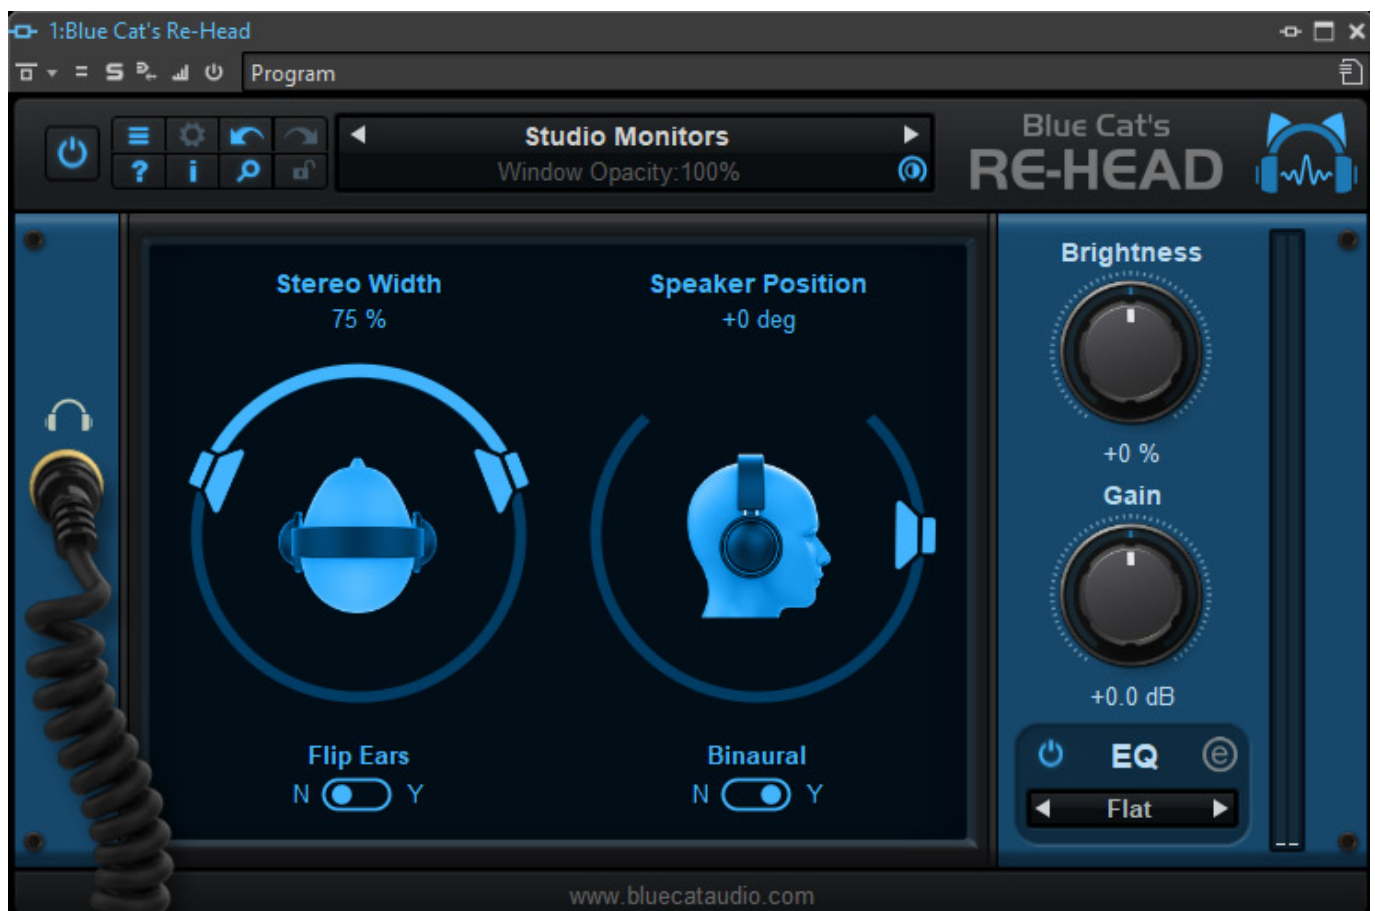 1:Blue Cat's Re-Head
Program
Studio Monitors
Window Opacity:100%
Blue Cat's
RE-HEAD
Stereo Width
75 %
Speaker Position
+0 deg
Flip Ears
N Y
Binaural
N Y
Brightness
+0 %
Gain
+0.0 dB
EQ e
Flat
--
www.bluecataudio.com